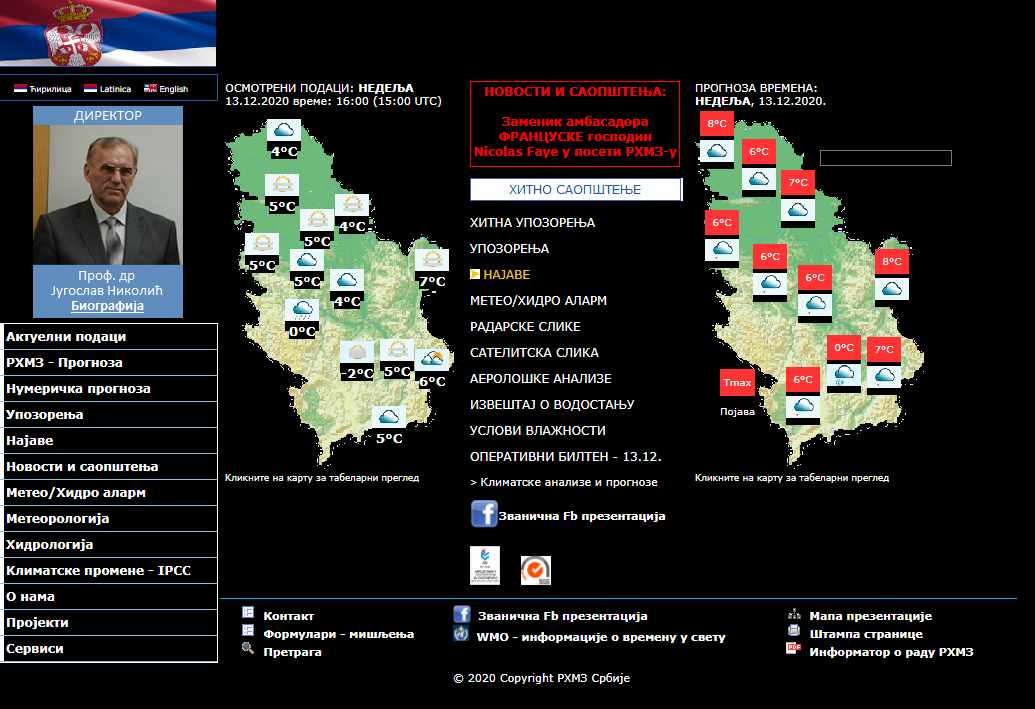 Ћирилица Latinica English
ДИРЕКТОР
Проф. др
Југослав Николић
Биографија
Актуелни подаци
РХМЗ - Прогноза
Нумеричка прогноза
Упозорења
Најаве
Новости и саопштења
Метео/Хидро аларм
Метеорологија
Хидрологија
Климатске промене - IPCC
О нама
Пројекти
Сервиси
ОСМОТРЕНИ ПОДАЦИ: НЕДЕЉА
13.12.2020 време: 16:00 (15:00 UTC)
4°C
5°C
4°C
5°C
5°C
5°C
7°C
4°C
0°C
-2°C
5°C
6°C
5°C
Кликните на карту за табеларни преглед
НОВОСТИ И САОПШТЕЊА:
Заменик амбасадора
ФРАНЦУСКЕ господин
Nicolas Faye у посети РХМЗ-у
ХИТНО САОПШТЕЊЕ
ХИТНА УПОЗОРЕЊА
УПОЗОРЕЊА
НАЈАВЕ
МЕТЕО/ХИДРО АЛАРМ
РАДАРСКЕ СЛИКЕ
САТЕЛИТСКА СЛИКА
АЕРОЛОШКЕ АНАЛИЗЕ
ИЗВЕШТАЈ О ВОДОСТАЊУ
УСЛОВИ ВЛАЖНОСТИ
ОПЕРАТИВНИ БИЛТЕН - 13.12.
> Климатске анализе и прогнозе
Званична Fb презентација
ПРОГНОЗА ВРЕМЕНА:
НЕДЕЉА, 13.12.2020.
8°C
6°C
7°C
6°C
6°C
8°C
6°C
0°C
7°C
6°C
Tmax
Појава
Кликните на карту за табеларни преглед
Контакт
Формулари - мишљења
Претрага
Званична Fb презентација
WMO - информације о времену у свету
Мапа презентације
Штампа странице
Информатор о раду РХМЗ
© 2020 Copyright РХМЗ Србије